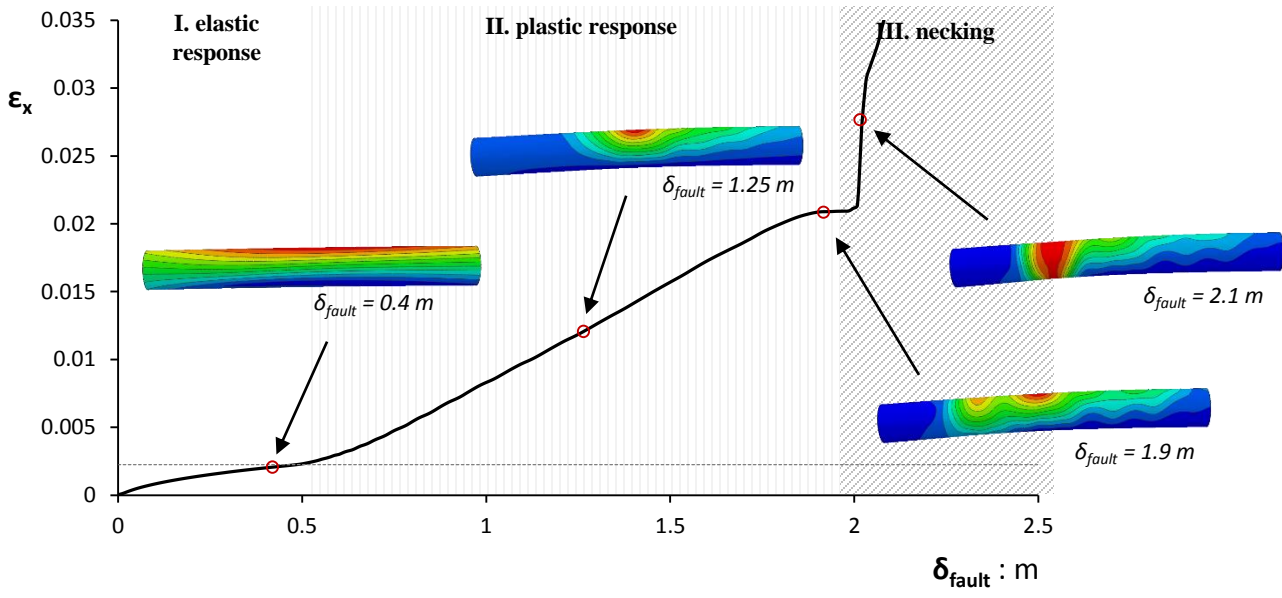 0.035
I. elastic
response
II. plastic response
III. necking
0.03
εx
0.025
δfault = 1.25 m
0.02
0.015
δfault = 0.4 m
δfault = 2.1 m
0.01
0.005
δfault = 1.9 m
0
0 0.5 1 1.5 2 2.5
δfault : m